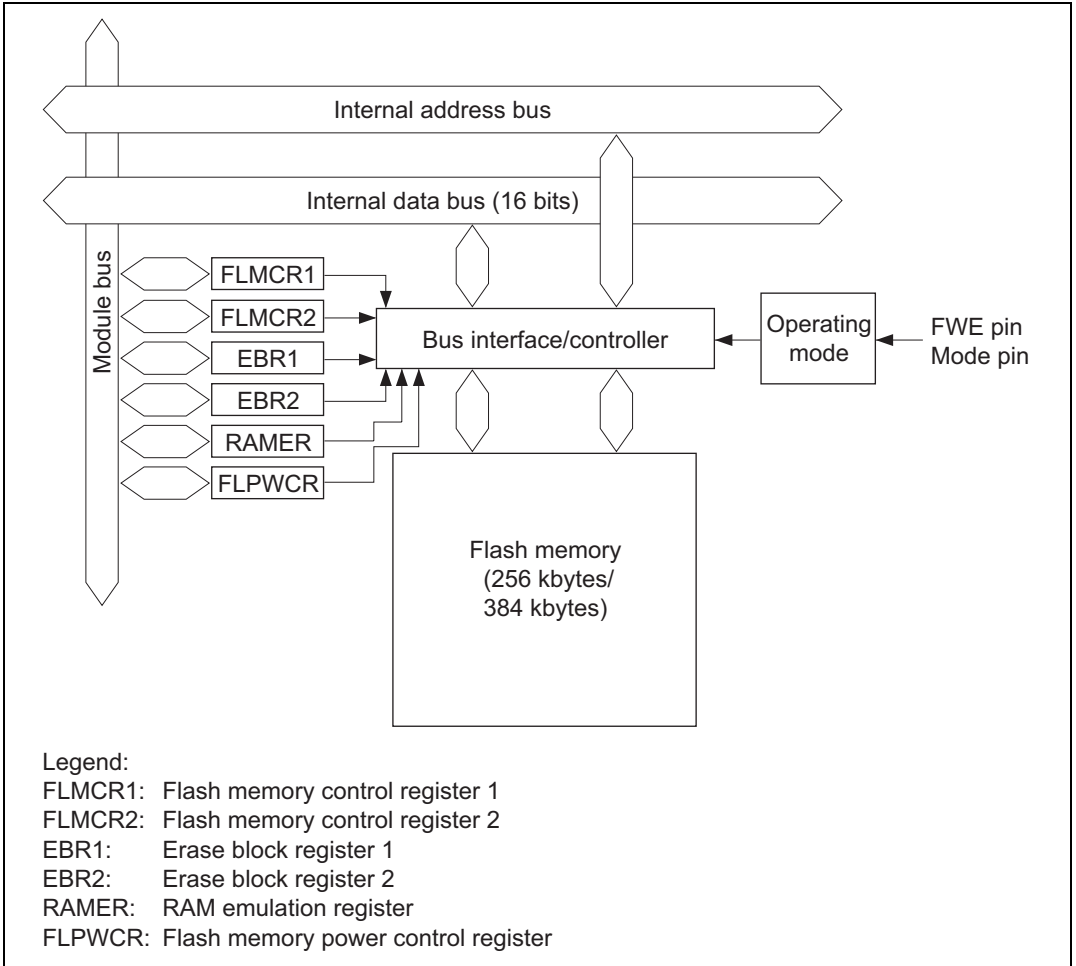 Internal address bus
Internal data bus (16 bits)
Module bus
FLMCR1
FLMCR2
EBR1
EBR2
RAMER
FLPWCR
Bus interface/controller
Operating
mode
FWE pin
Mode pin
Flash memory
(256 kbytes/
384 kbytes)
Legend:
FLMCR1: Flash memory control register 1
FLMCR2: Flash memory control register 2
EBR1: Erase block register 1
EBR2: Erase block register 2
RAMER: RAM emulation register
FLPWCR: Flash memory power control register